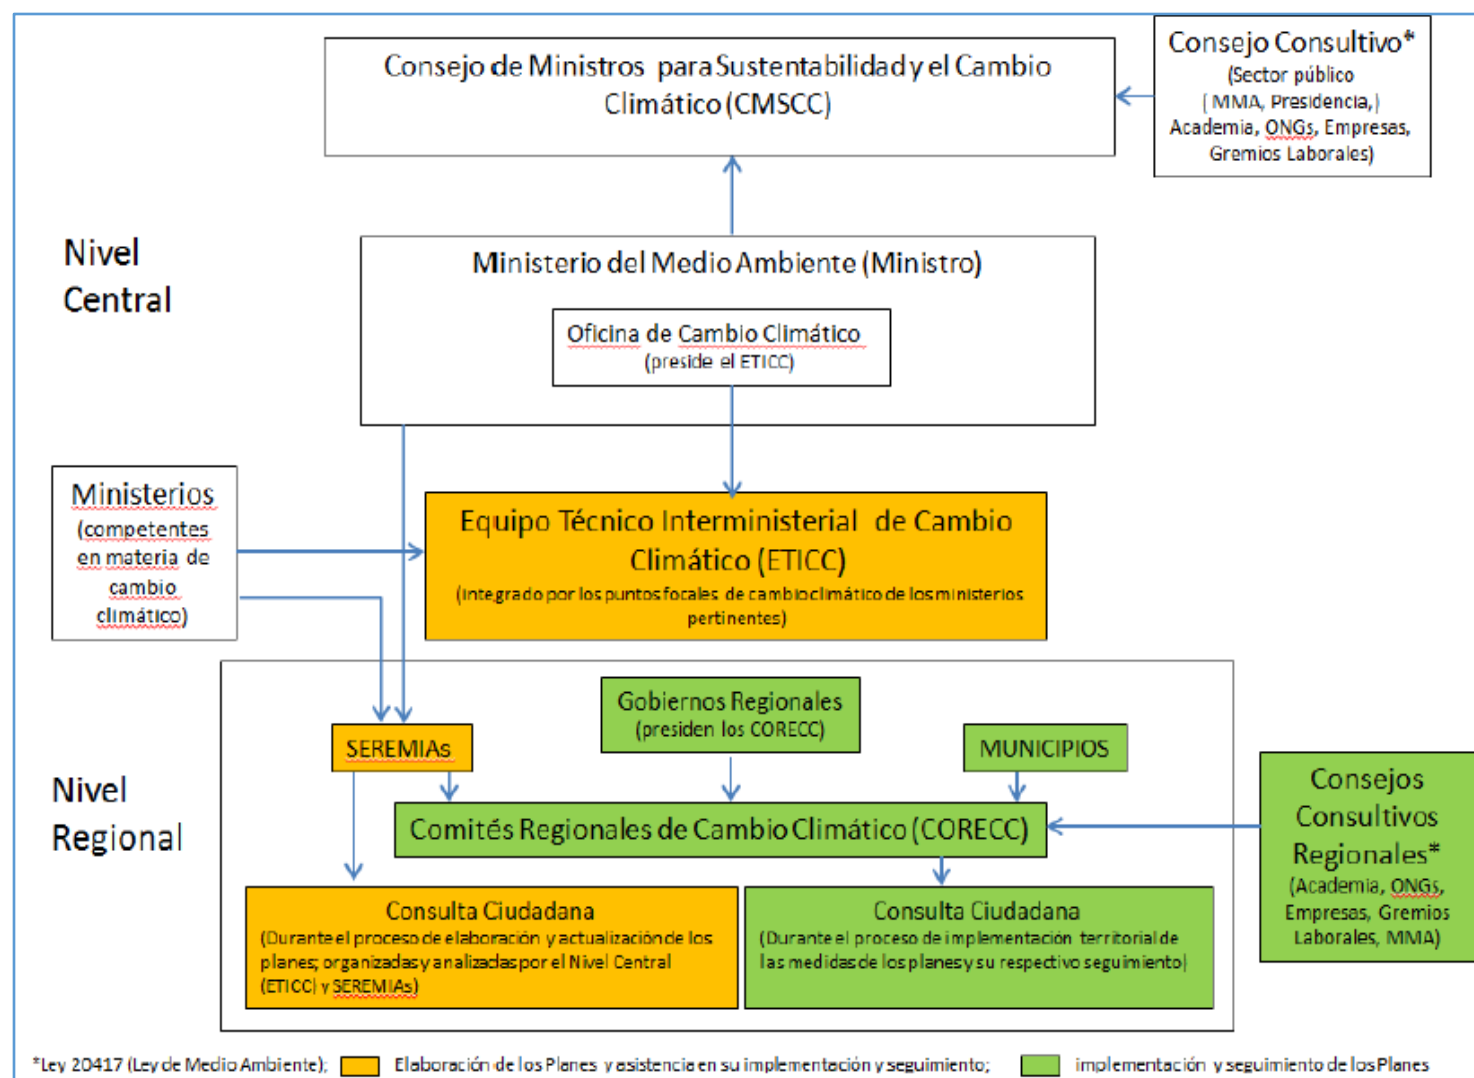 Consejo de Ministros para Sustentabilidad y el Cambio
Climático (CMSCC)
Consejo Consultivo*
(Sector público
( MMA, Presidencia,)
Academia, ONGs, Empresas,
Gremios Laborales)
Nivel
Central
Ministerio del Medio Ambiente (Ministro)
Oficina de Cambio Climático
(preside el ETICC)
Ministerios
(competentes
en materia de
cambio
climático)
Equipo Técnico Interministerial de Cambio
Climático (ETICC)
(integrado por los puntos focales de cambio climático de los ministerios
pertinentes)
Nivel
Regional
SEREMIAs
Gobiernos Regionales
(presiden los CORECC)
MUNICIPIOS
Comités Regionales de Cambio Climático (CORECC)
Consejos
Consultivos
Regionales*
(Academia, ONGs,
Empresas, Gremios
Laborales, MMA)
Consulta Ciudadana
(Durante el proceso de elaboración y actualización de los
planes; organizadas y analizadas por el Nivel Central
(ETICC) y SEREMIAs)
Consulta Ciudadana
(Durante el proceso de implementación territorial de
las medidas de los planes y su respectivo seguimiento)
*Ley 20417 (Ley de Medio Ambiente); Elaboración de los Planes y asistencia en su implementación y seguimiento; implementación y seguimiento de los Planes